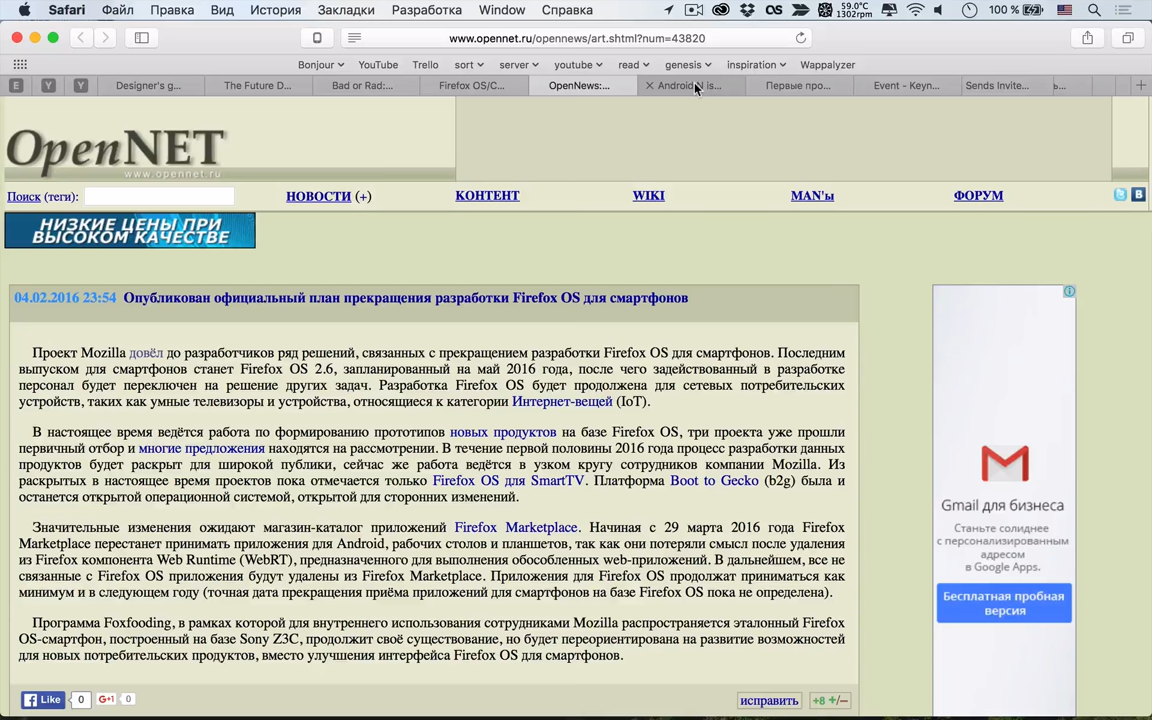 Safari Файл Правка Вид История Закладки Разработка Window Справка 59.0°C 1302rpm 100 %
www.opennet.ru/opennews/art.shtml?num=43820
Bonjour YouTube Trello sort server youtube read genesis inspiration Wappalyzer
E Y Y Designer's g... The Future D... Bad or Rad:... Firefox OS/C... OpenNews:... Первые про... Event - Keyn... Sends Invite...
OpenNET
www.opennet.ru
Поиск (теги): НОВОСТИ (+) КОНТЕНТ WIKI MAN'ы ФОРУМ
НИЗКИЕ ЦЕНЫ ПРИ
ВЫСОКОМ КАЧЕСТВЕ
04.02.2016 23:54 Опубликован официальный план прекращения разработки Firefox OS для смартфонов
Проект Mozilla довёл до разработчиков ряд решений, связанных с прекращением разработки Firefox OS для смартфонов. Последним
выпуском для смартфонов станет Firefox OS 2.6, запланированный на май 2016 года, после чего задействованный в разработке
персонал будет переключен на решение других задач. Разработка Firefox OS будет продолжена для сетевых потребительских
устройств, таких как умные телевизоры и устройства, относящиеся к категории Интернет-вещей (IoT).
В настоящее время ведётся работа по формированию прототипов новых продуктов на базе Firefox OS, три проекта уже прошли
первичный отбор и многие предложения находятся на рассмотрении. В течение первой половины 2016 года процесс разработки данных
продуктов будет раскрыт для широкой публики, сейчас же работа ведётся в узком кругу сотрудников компании Mozilla. Из
раскрытых в настоящее время проектов пока отмечается только Firefox OS для SmartTV. Платформа Boot to Gecko (b2g) была и
останется открытой операционной системой, открытой для сторонних изменений.
Значительные изменения ожидают магазин-каталог приложений Firefox Marketplace. Начиная с 29 марта 2016 года Firefox
Marketplace перестанет принимать приложения для Android, рабочих столов и планшетов, так как они потеряли смысл после удаления
из Firefox компонента Web Runtime (WebRT), предназначенного для выполнения обособленных web-приложений. В дальнейшем, все не
связанные с Firefox OS приложения будут удалены из Firefox Marketplace. Приложения для Firefox OS продолжат приниматься как
минимум и в следующем году (точная дата прекращения приёма приложений для смартфонов на базе Firefox OS пока не определена).
Программа Foxfooding, в рамках которой для внутреннего использования сотрудниками Mozilla распространяется эталонный Firefox
OS-смартфон, построенный на базе Sony Z3C, продолжит своё существование, но будет переориентирована на развитие возможностей
для новых потребительских продуктов, вместо улучшения интерфейса Firefox OS для смартфонов.
Like 0 G+1 0 исправить +8 +/–
Gmail для бизнеса
Станьте солиднее
с персонализированным
адресом
в Google Apps.
Бесплатная пробная
версия